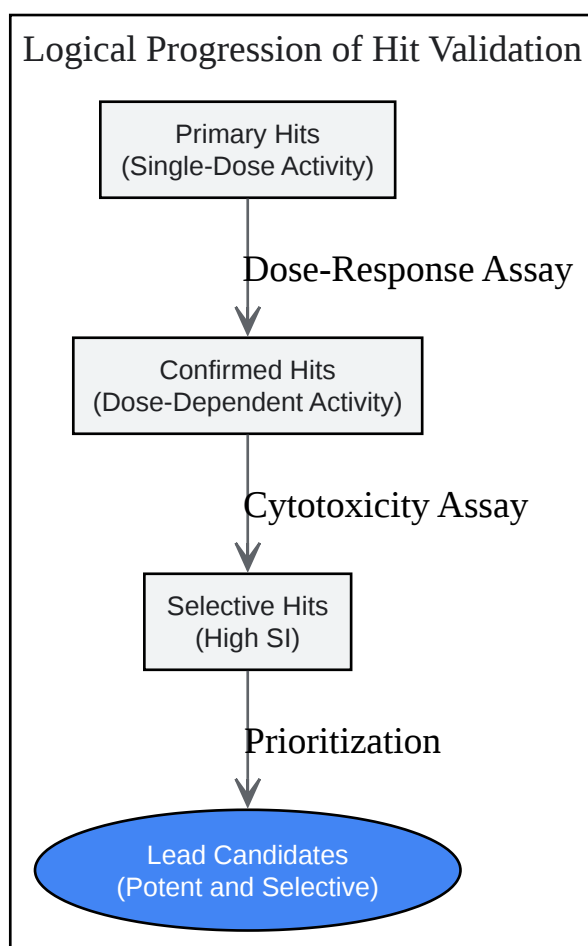 Logical Progression of Hit Validation
Primary Hits
(Single-Dose Activity)
Dose-Response Assay
Confirmed Hits
(Dose-Dependent Activity)
Cytotoxicity Assay
Selective Hits
(High SI)
Prioritization
Lead Candidates
(Potent and Selective)